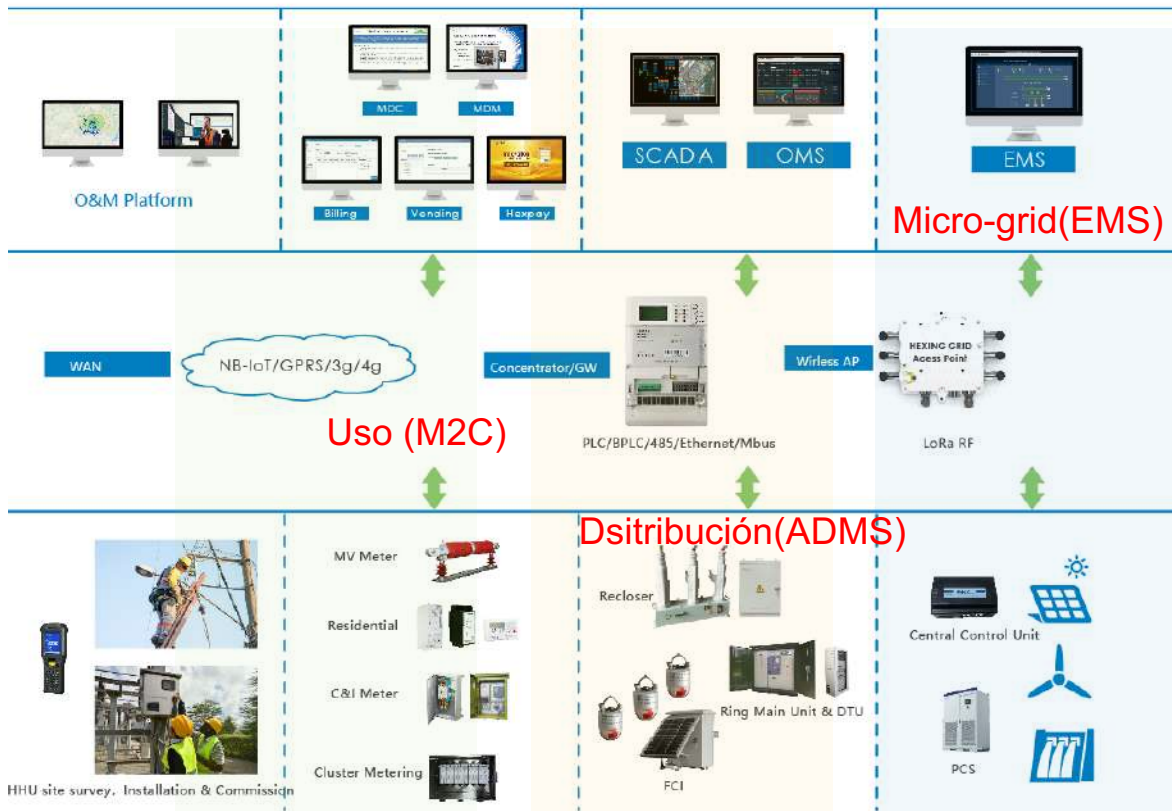 MDC
MDM
SCADA
OMS
EMS
O&M Platform
Billing
Vending
Hexpay
Micro-grid(EMS)
WAN
NB-IoT/GPRS/3g/4g
Concentrator/GW
Wirless AP
HEXING GRID
Acess Point
Uso (M2C)
PLC/BPLC/485/Ethernet/Mbus
LoRa RF
Dsitribución(ADMS)
MV Meter
Recloser
Residential
Central Control Unit
C&I Meter
Ring Main Unit & DTU
Cluster Metering
FCI
PCS
HHU site survey, Installation & Commission